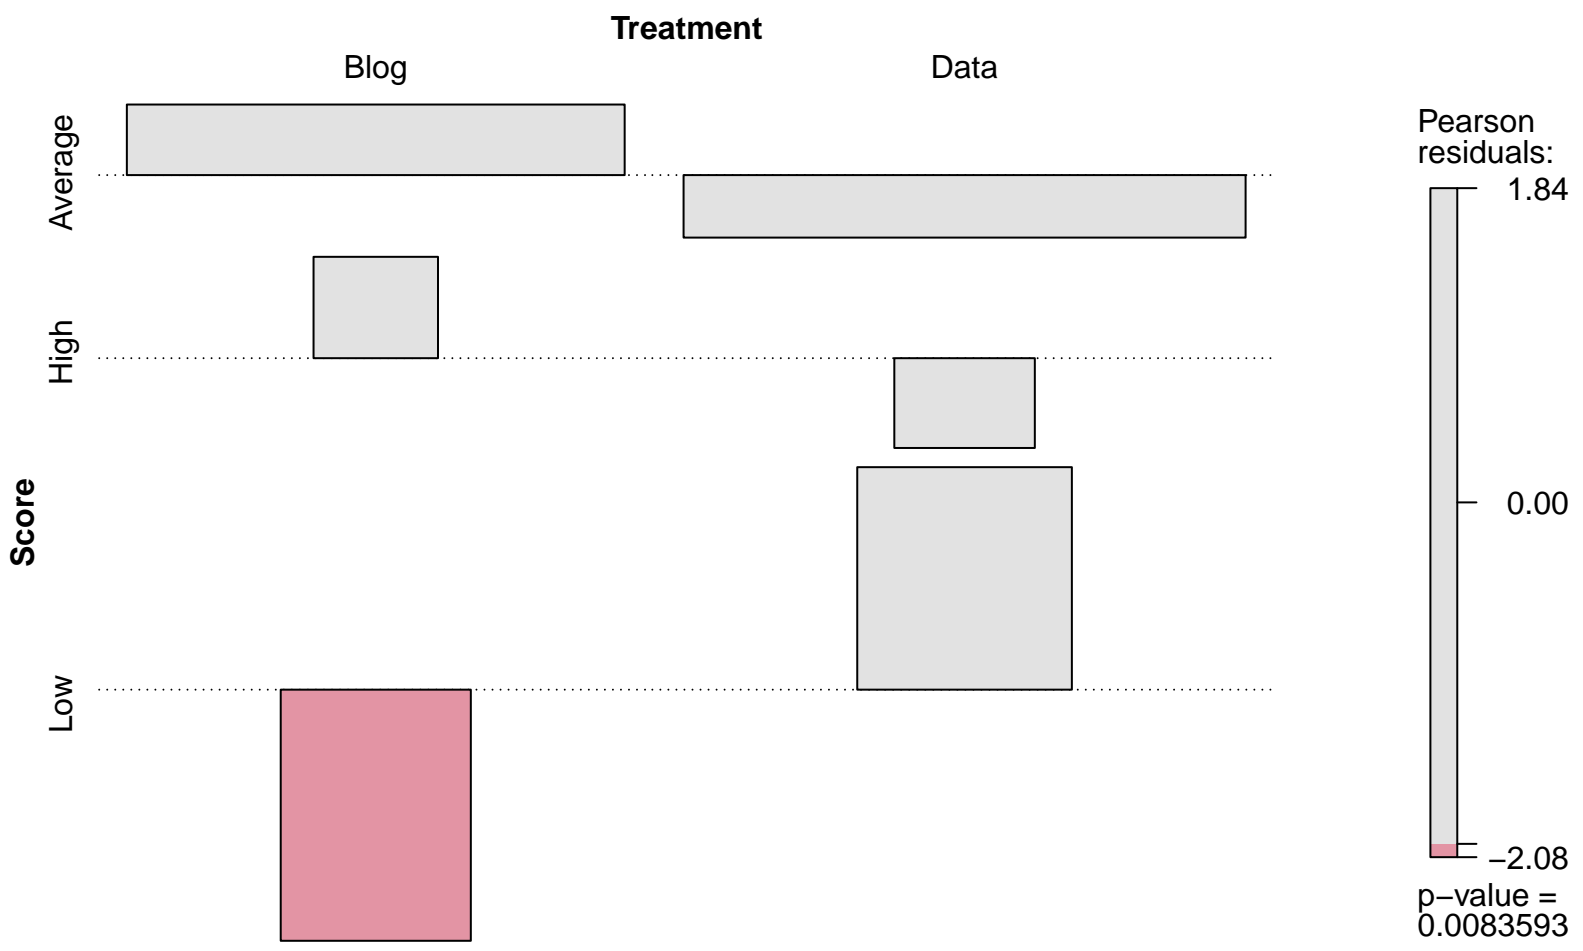 Treatment
Blog
Data
Score
Average
High
Low
Pearson
residuals:
1.84
0.00
−2.08
p−value =
0.0083593